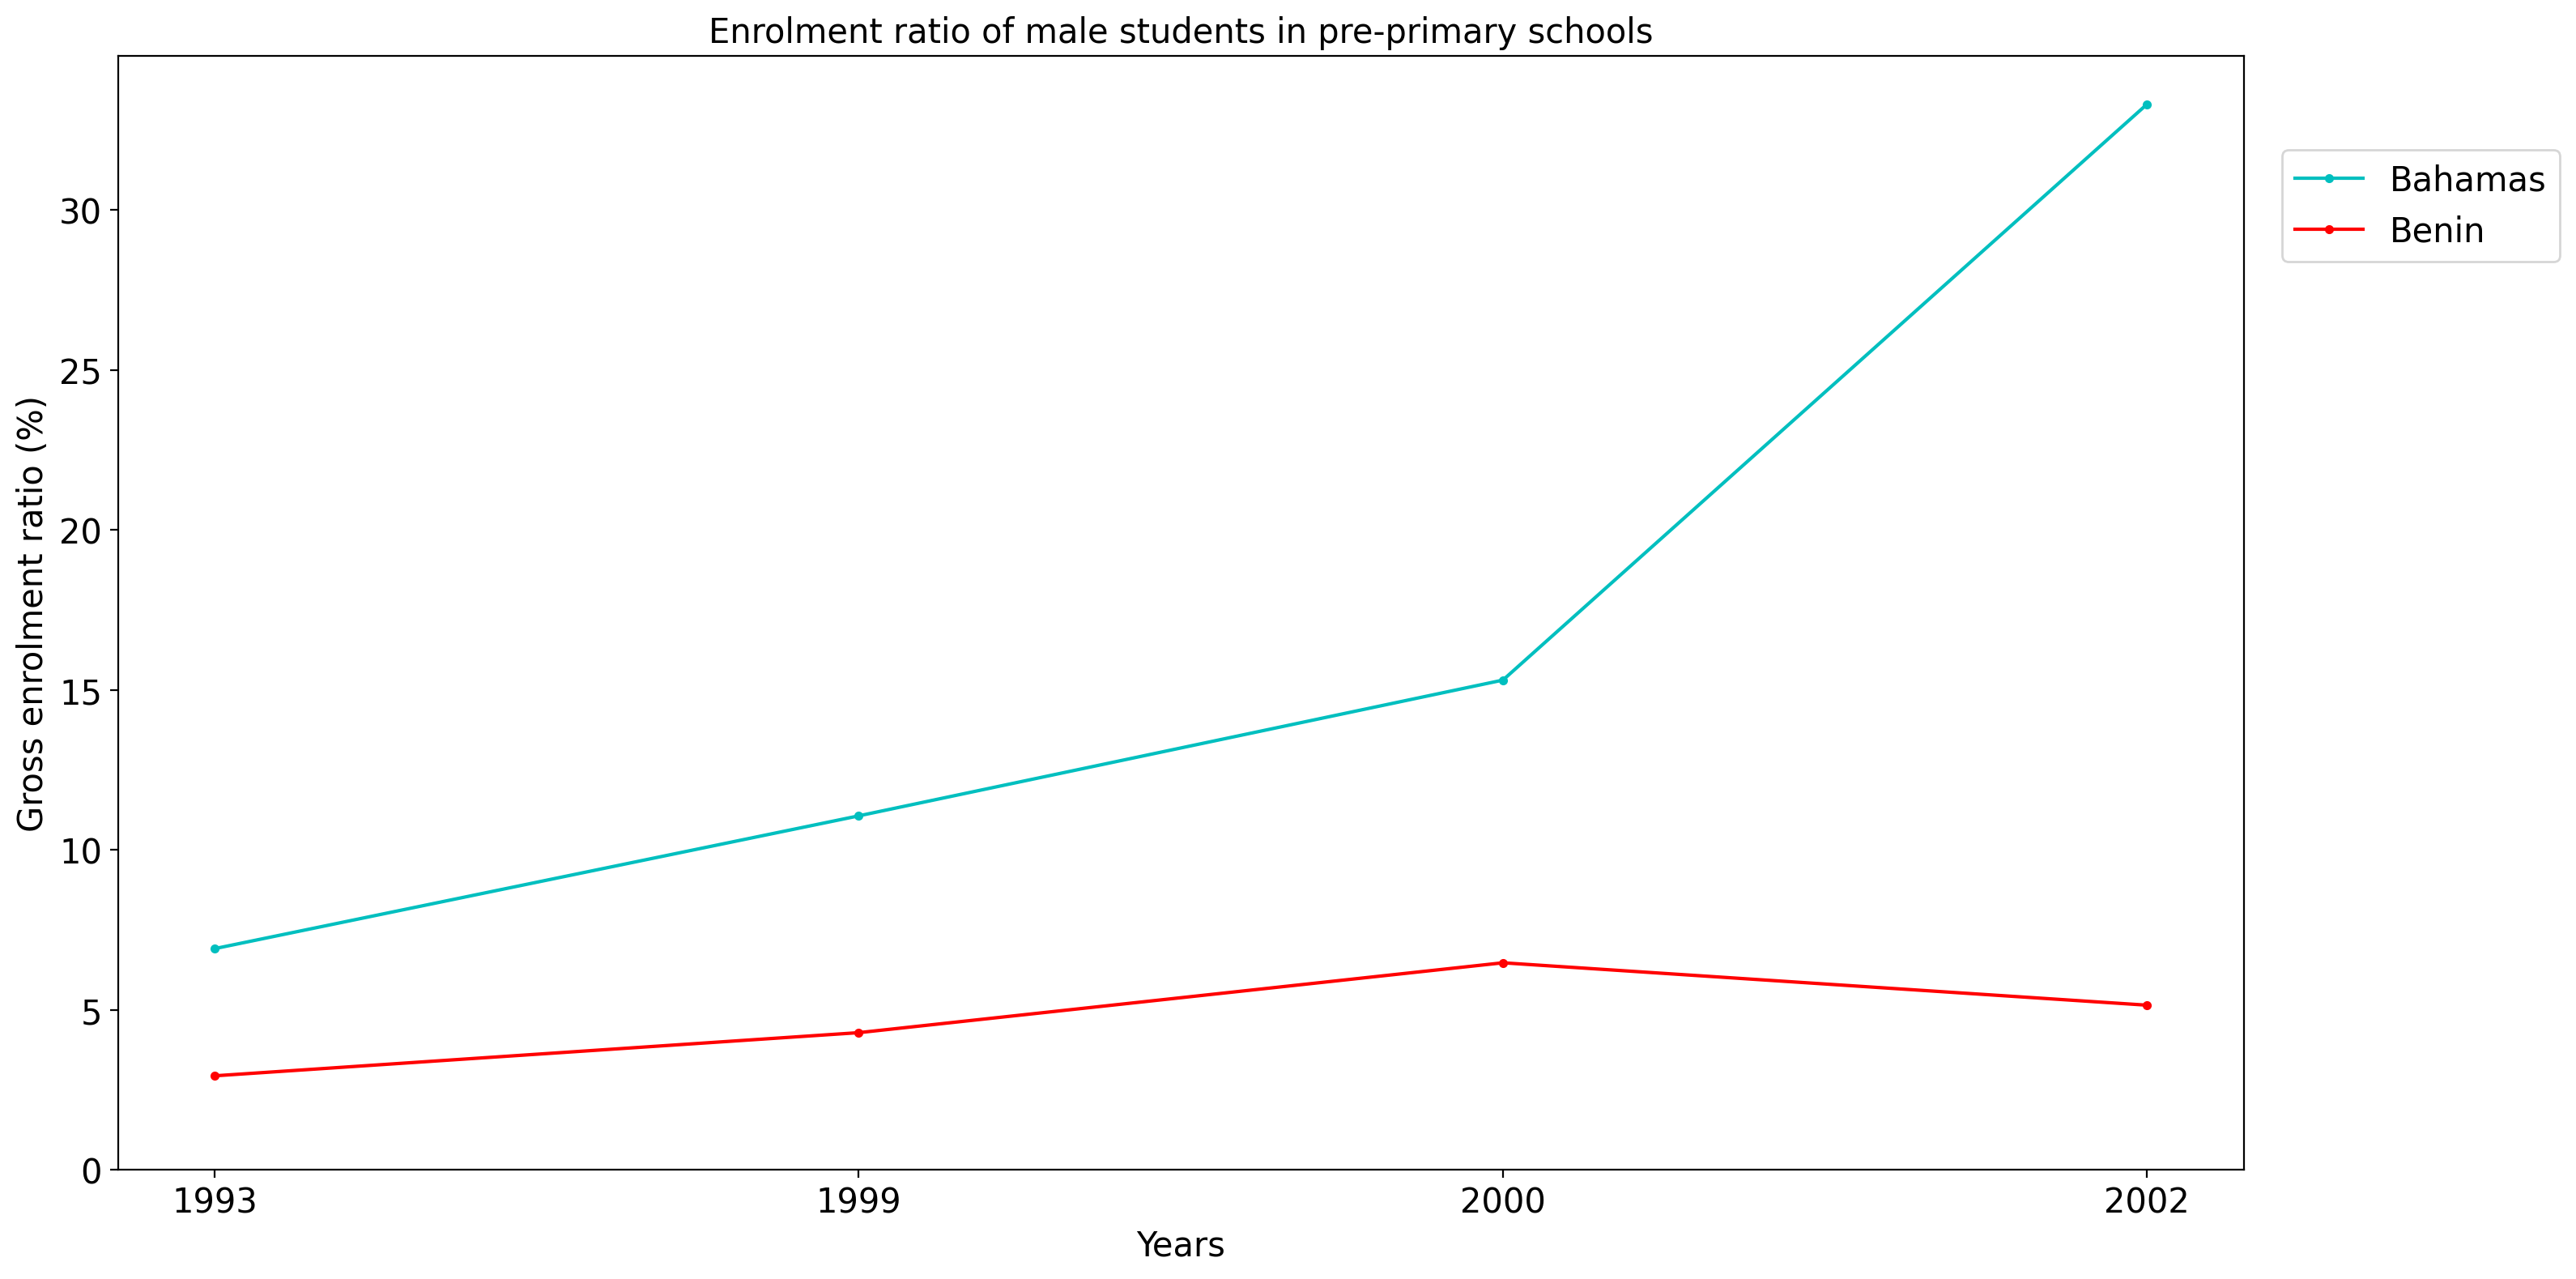 Enrolment ratio of male students in pre-primary schools
Gross enrolment ratio (%)
30
25
20
15
10
5
0
1993 1999 2000 2002
Years
Bahamas
Benin